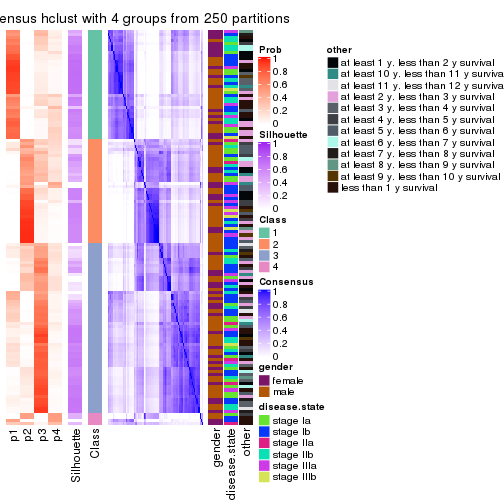 ensus hclust with 4 groups from 250 partitions
Prob
1
0.8
0.6
0.4
0.2
0
Silhouette
1
0.8
0.6
0.4
0.2
0
Class
1
2
3
4
Consensus
1
0.8
0.6
0.4
0.2
0
gender
female
male
disease.state
stage Ia
stage Ib
stage IIa
stage IIb
stage IIIa
stage IIIb
other
at least 1 y. less than 2 y survival
at least 10 y. less than 11 y surviva
at least 11 y. less than 12 y surviva
at least 2 y. less than 3 y survival
at least 3 y. less than 4 y survival
at least 4 y. less than 5 y survival
at least 5 y. less than 6 y survival
at least 6 y. less than 7 y survival
at least 7 y. less than 8 y survival
at least 8 y. less than 9 y survival
at least 9 y. less than 10 y survival
less than 1 y survival
p1
p2
p3
p4
Silhouette
Class
gender
disease.state
other